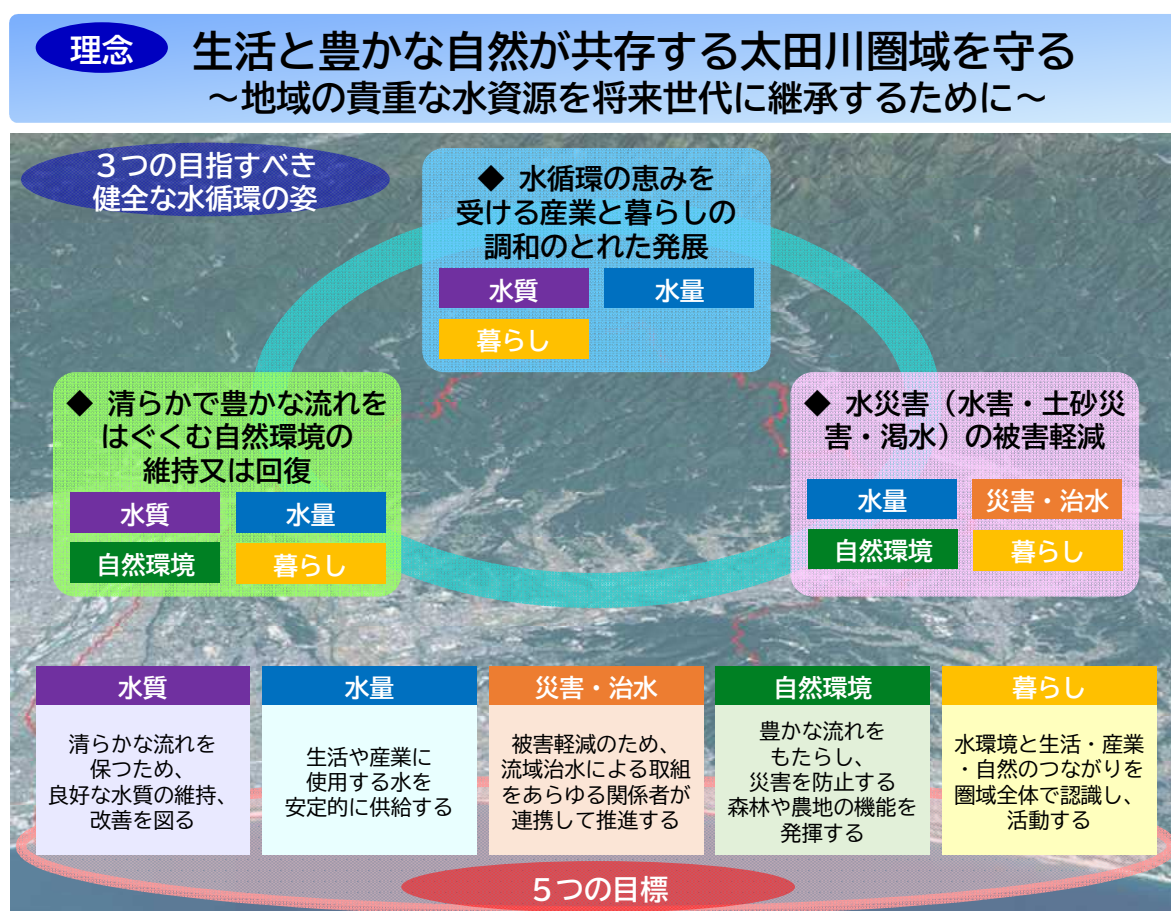 理念
生活と豊かな自然が共存する太田川圏域を守る
～地域の貴重な水資源を将来世代に継承するために～
３つの目指すべき
健全な水循環の姿
◆ 水循環の恵みを
受ける産業と暮らしの
調和のとれた発展
水質 水量
暮らし
◆ 清らかで豊かな流れを
はぐくむ自然環境の
維持又は回復
水質 水量
自然環境 暮らし
◆ 水災害（水害・土砂災
害・渇水）の被害軽減
水量 災害・治水
自然環境 暮らし
水質
清らかな流れを
保つため、
良好な水質の維持、
改善を図る
水量
生活や産業に
使用する水を
安定的に供給する
災害・治水
被害軽減のため、
流域治水による取組
をあらゆる関係者が
連携して推進する
自然環境
豊かな流れを
もたらし、
災害を防止する
森林や農地の機能を
発揮する
暮らし
水環境と生活・産業
・自然のつながりを
圏域全体で認識し、
活動する
５つの目標